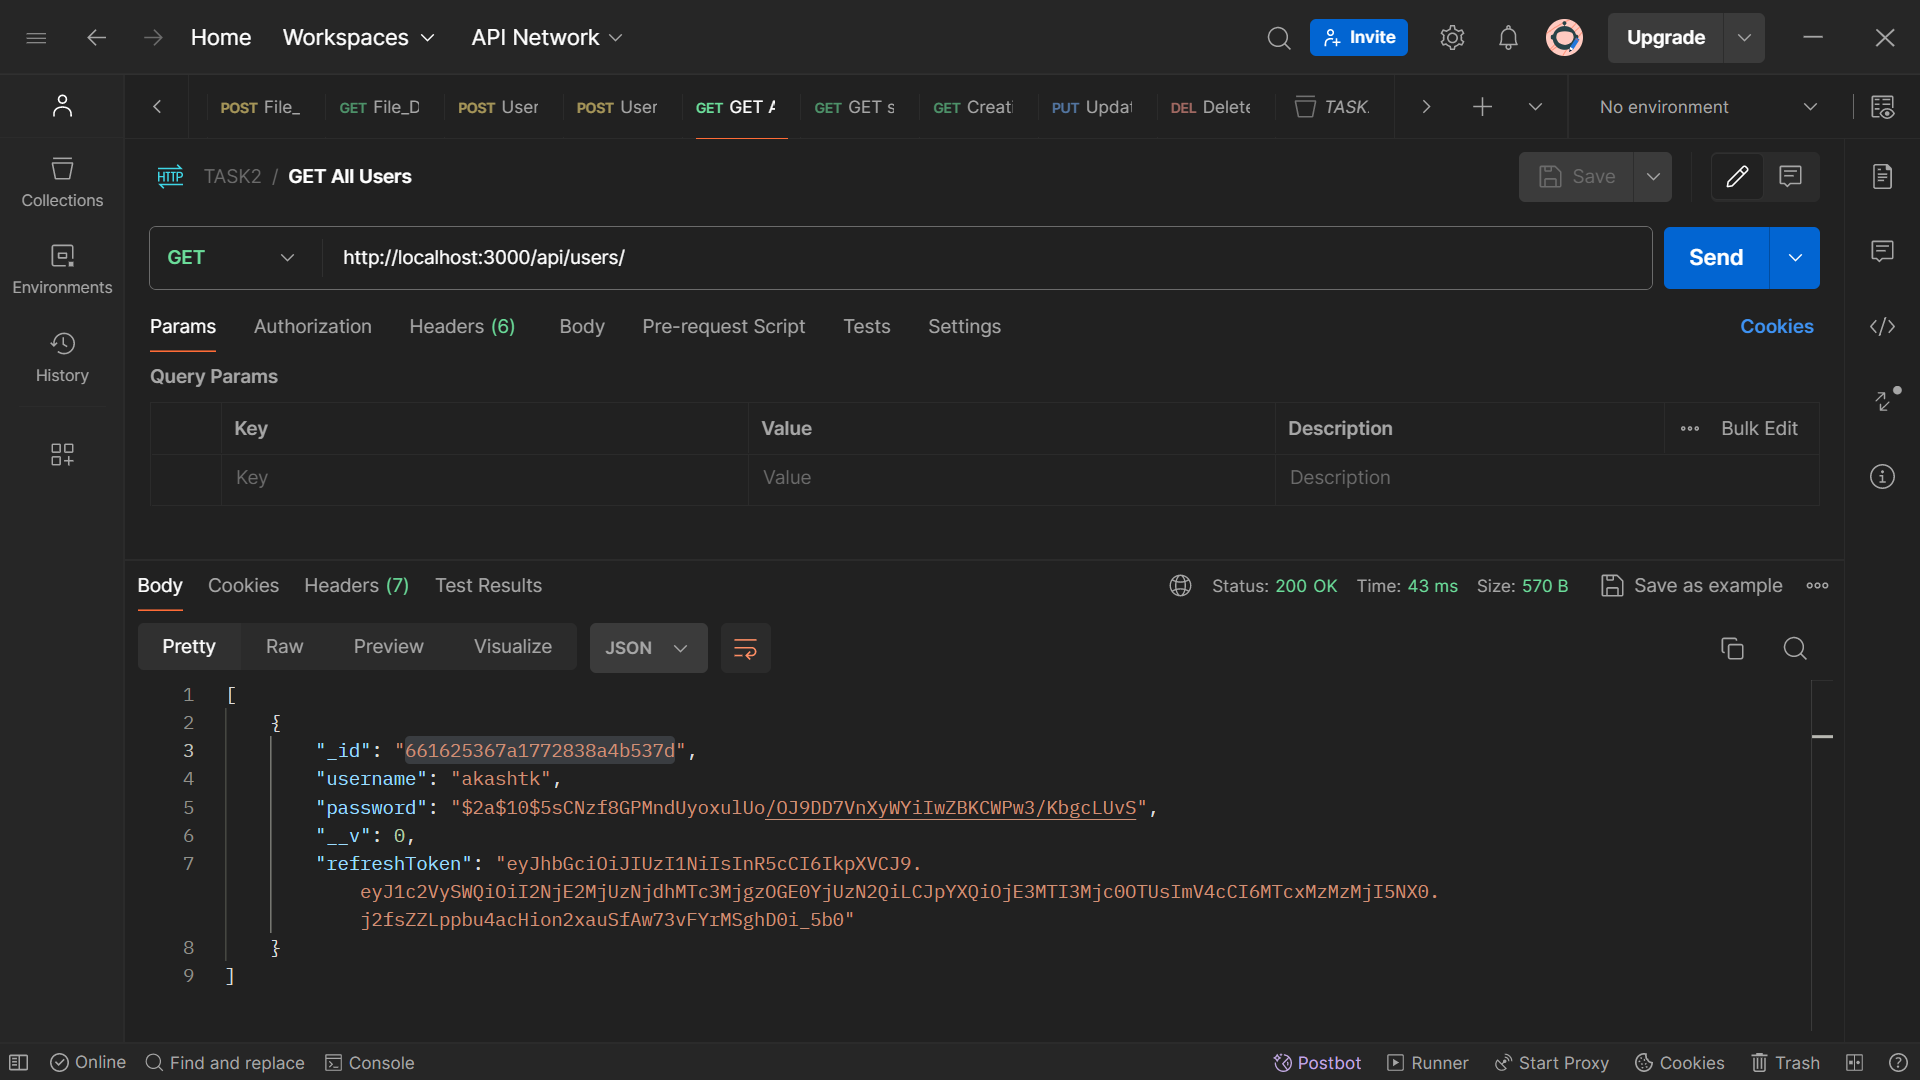 Home Workspaces API Network Invite Upgrade
POST File_ GET File_D POST User POST User GET GET A GET GET s GET Creati PUT Updat DEL Delete TASK. No environment
HTTP TASK2 / GET All Users Save
Collections
GET http://localhost:3000/api/users/ Send
Environments
Params Authorization Headers (6) Body Pre-request Script Tests Settings Cookies
History
Query Params
Key Value Description Bulk Edit
Key Value Description
Body Cookies Headers (7) Test Results Status: 200 OK Time: 43 ms Size: 570 B Save as example
Pretty Raw Preview Visualize JSON
1 [
2 {
3 "_id": "661625367a1772838a4b537d",
4 "username": "akashtk",
5 "password": "$2a$10$5sCNzf8GPMndUyoxulUo/OJ9DD7VnXyWYiIwZBKCWPw3/KbgcLUvS",
6 "__v": 0,
7 "refreshToken": "eyJhbGciOiJIUzI1NiIsInR5cCI6IkpXVCJ9.
eyJ1c2VySWQiOiI2NjE2MjUzNjdhMTc3MjgzOGE0YjUzN2QiLCJpYXQiOjE3MTI3Mjc0OTUsImV4cCI6MTcxMzMzMjI5NX0.
j2fsZZLppbu4acHion2xauSfAw73vFYrMSghD0i_5b0"
8 }
9 ]
Online Find and replace Console Postbot Runner Start Proxy Cookies Trash